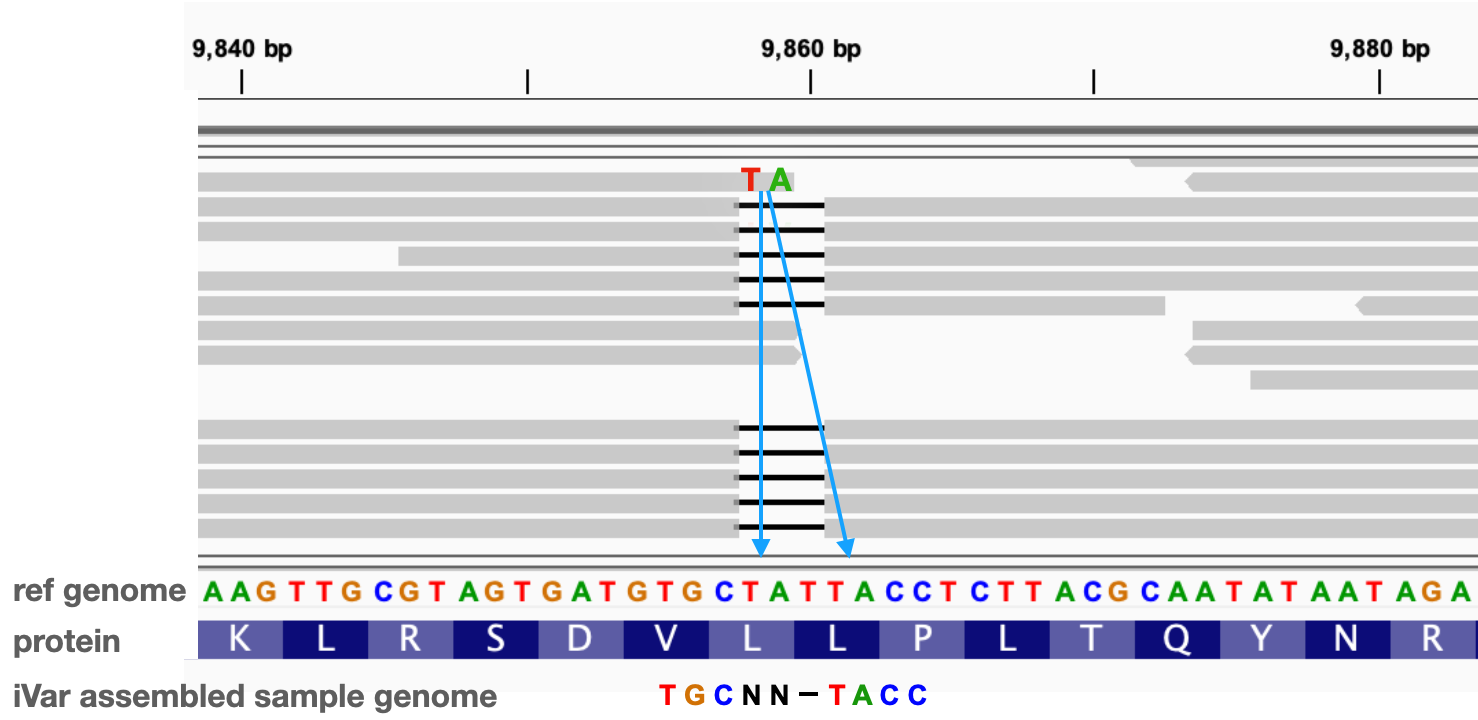 9,840 bp 9,860 bp 9,880 bp
T A
ref genome A A G T T G C G T A G T G A T G T G C T A T T A C C T C T T A C G C A A T A T A A T A G A
protein K L R S D V L L P L T Q Y N R
iVar assembled sample genome T G C N N – T A C C